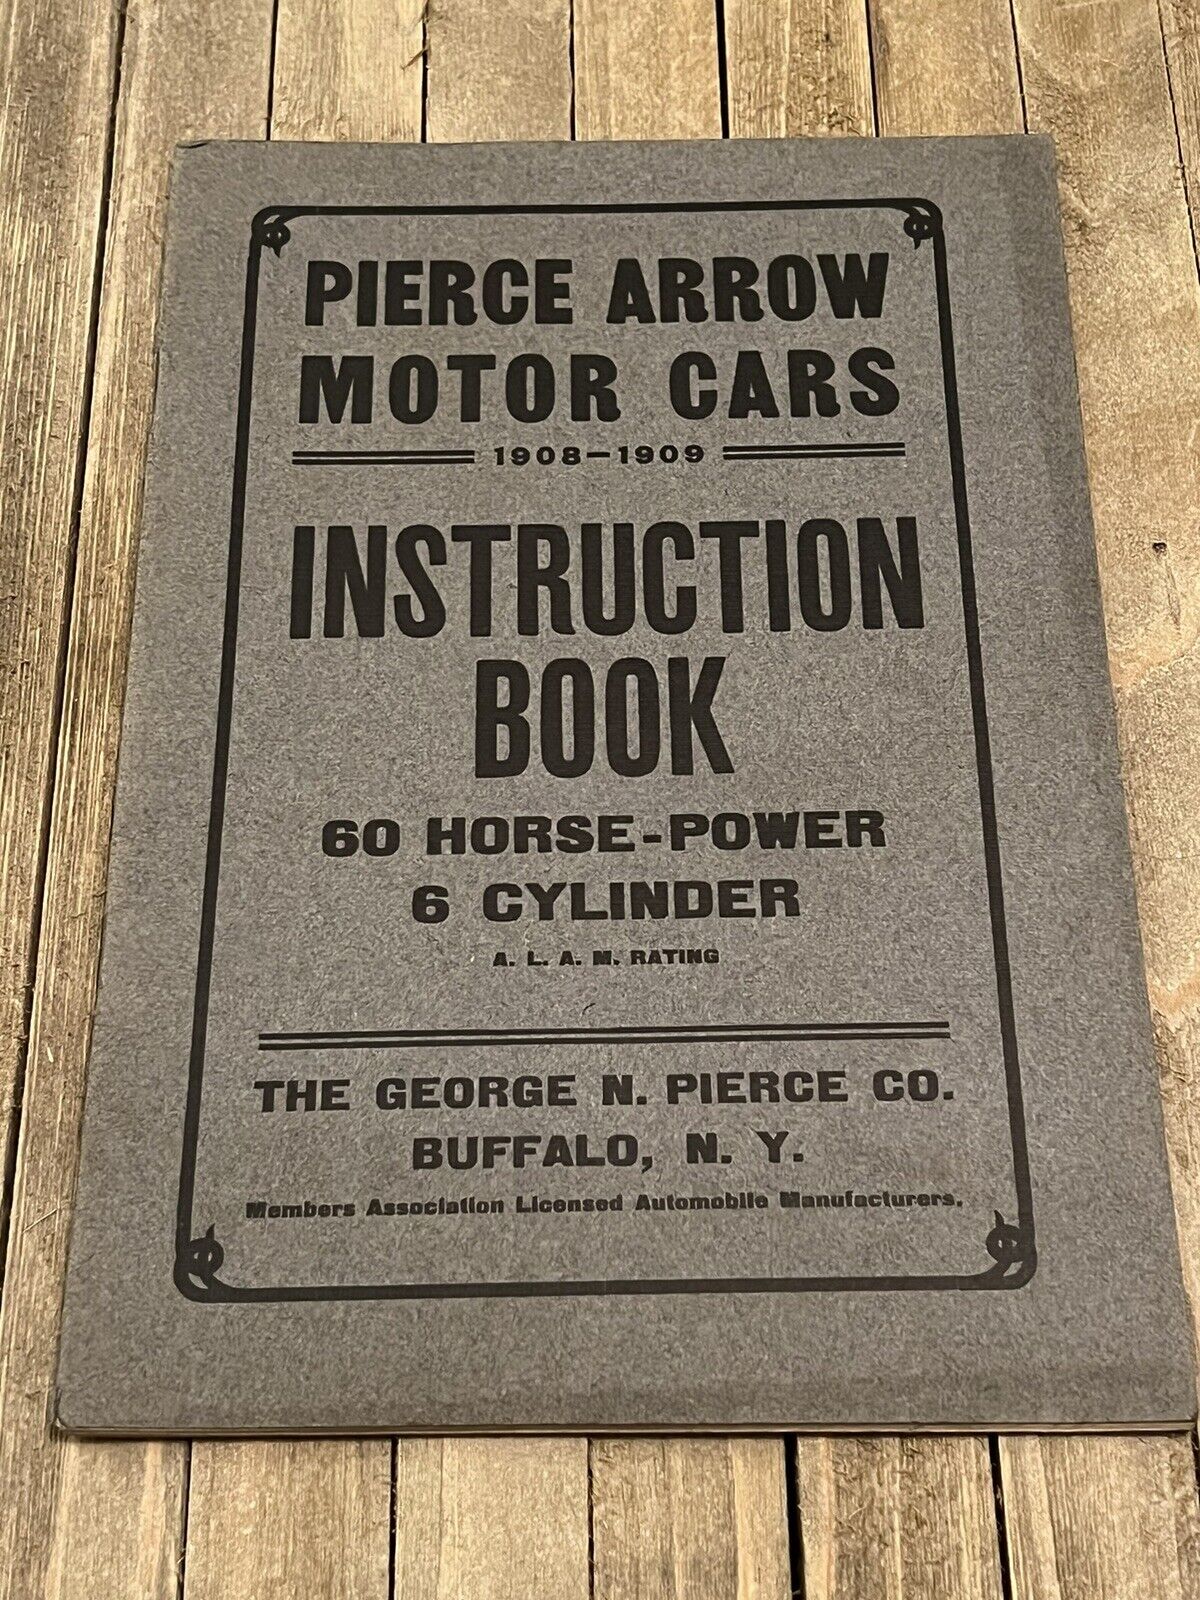 PIERCE ARROW
MOTOR CARS
1908-1909
INSTRUCTION
BOOK
60 HORSE-POWER
6 CYLINDER
A. L. A. M. RATING
THE GEORGE N. PIERCE CO.
BUFFALO, N. Y.
Members Association Licensed Automobile Manufacturers.